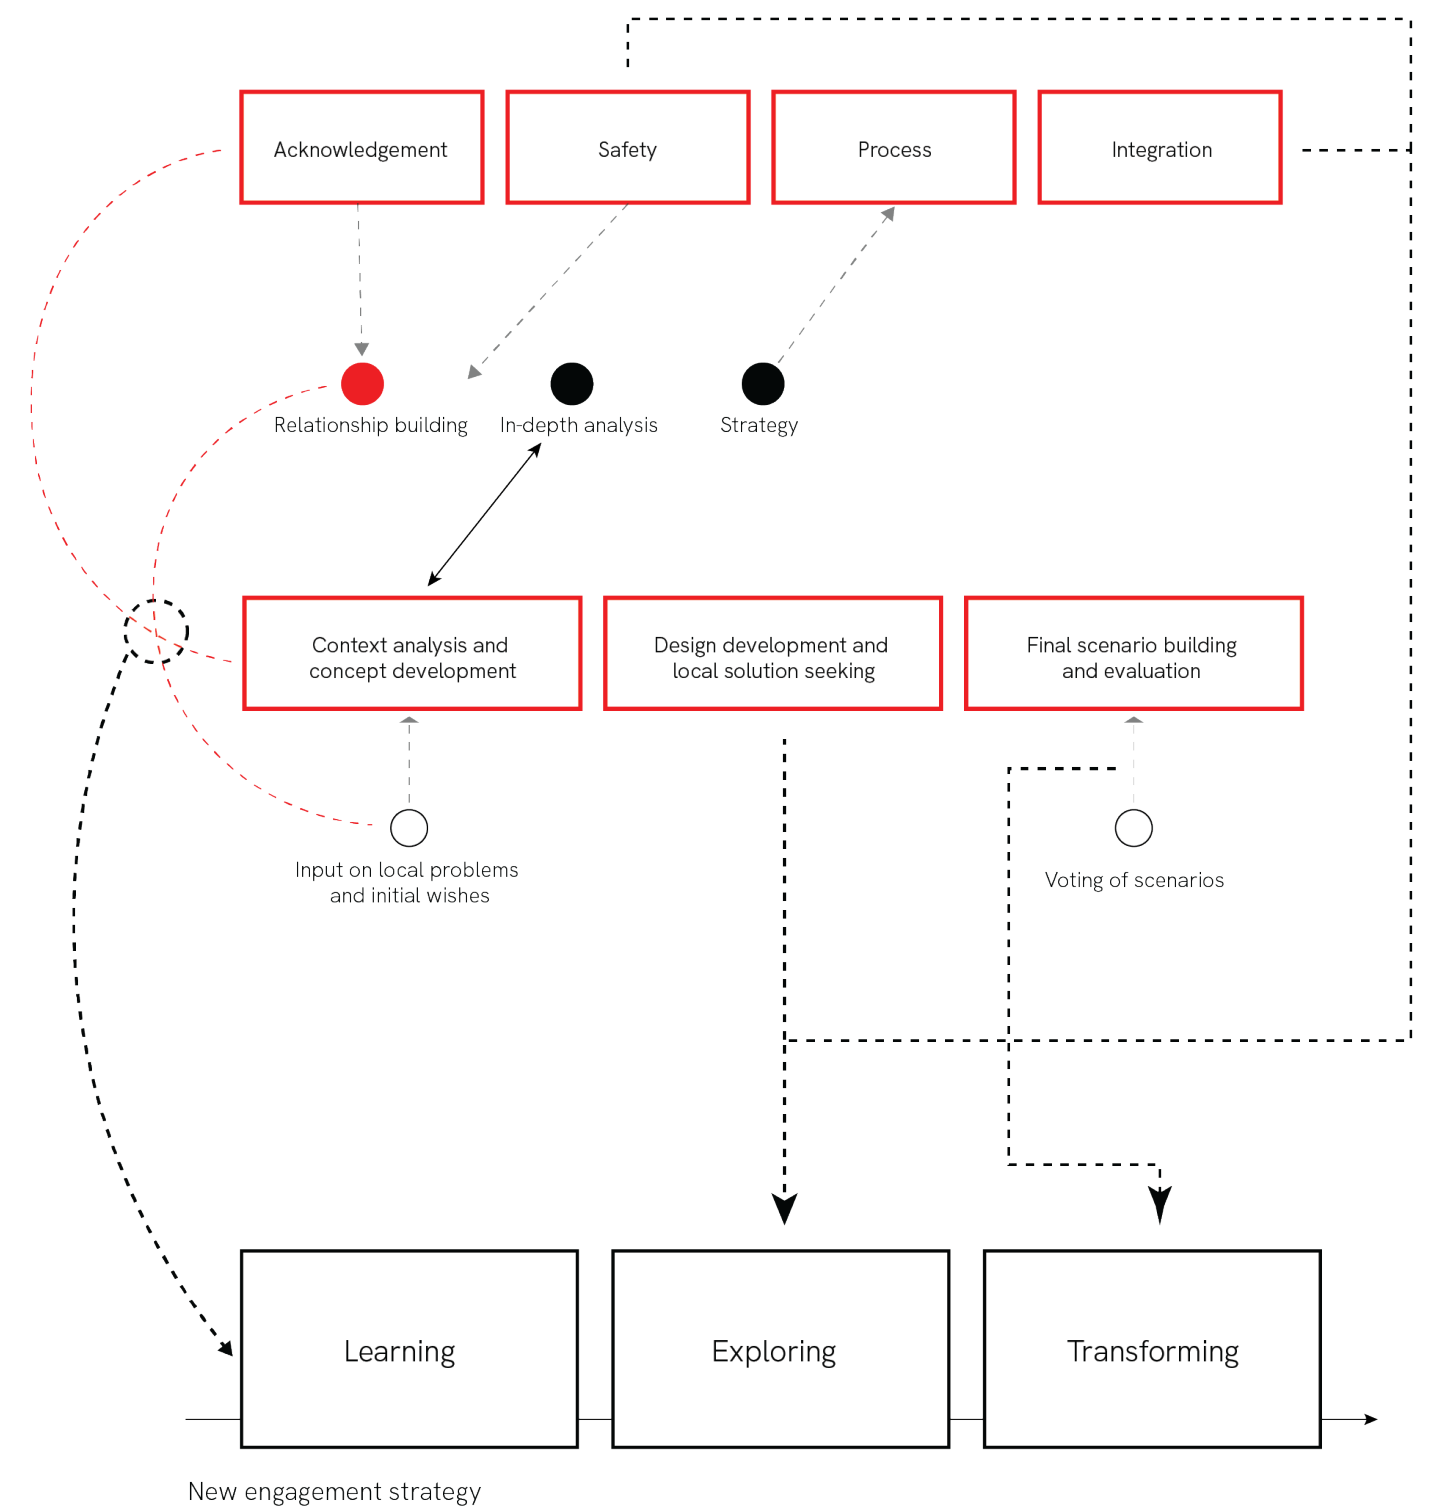 Acknowledgement
Safety
Process
Integration
Relationship building
In-depth analysis
Strategy
Context analysis and
concept development
Design development and
local solution seeking
Final scenario building
and evaluation
Input on local problems
and initial wishes
Voting of scenarios
Learning
Exploring
Transforming
New engagement strategy